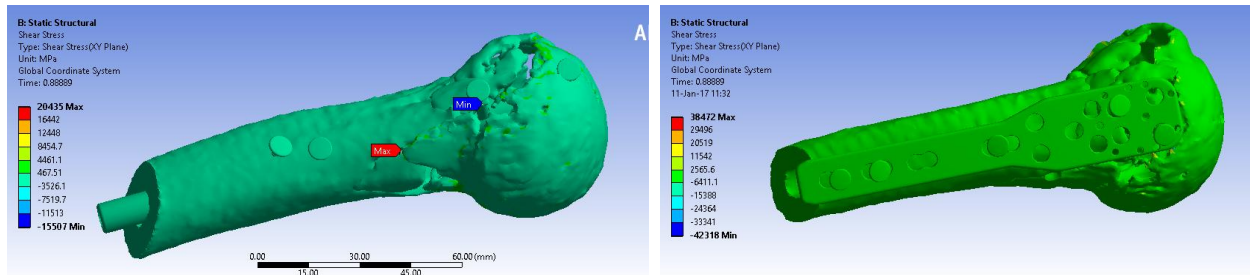 B: Static Structural
Shear Stress
Type: Shear Stress(XY Plane)
Unit: MPa
Global Coordinate System
Time: 0.88889
20435 Max
16442
12448
8454.7
4461.1
467.51
-3526.1
-7519.7
-11513
-15507 Min
Min
Max
0.00 30.00 60.00 (mm)
15.00 45.00
A
B: Static Structural
Shear Stress
Type: Shear Stress(XY Plane)
Unit: MPa
Global Coordinate System
Time: 0.88889
11-Jan-17 11:32
38472 Max
29496
20519
11542
2565.6
-6411.1
-15388
-24364
-33341
-42318 Min